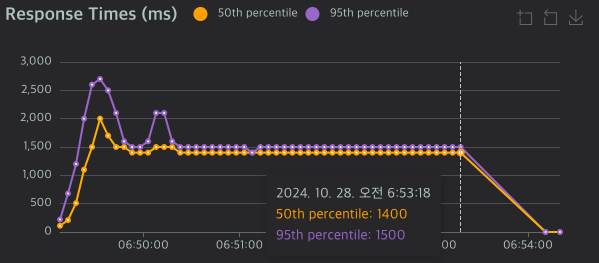 Response Times (ms) 50th percentile 95th percentile
3,000
2,500
2,000
1,500
1,000
500
0
2024. 10. 28. 오전 6:53:18
50th percentile: 1400
95th percentile: 1500
06:50:00 06:51:00 00 06:54:00